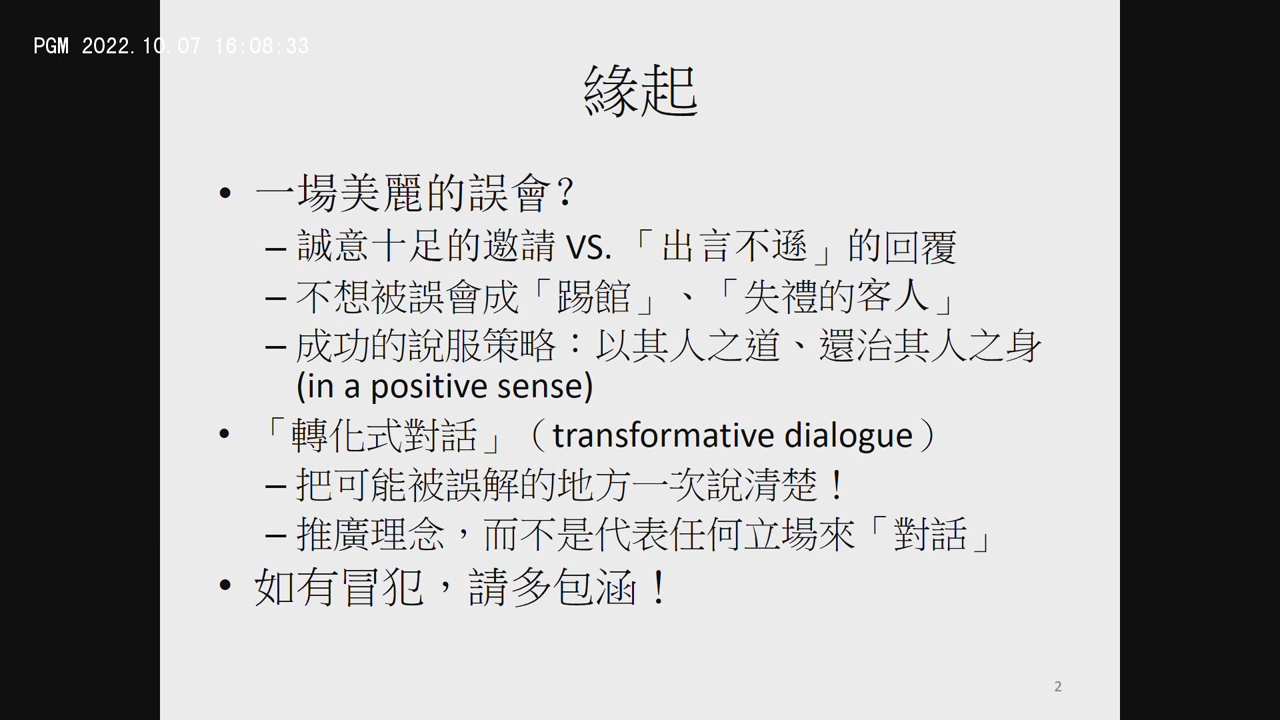 PGM 2022.10.07 16:08:33
緣起
• 一場美麗的誤會?
– 誠意十足的邀請 VS. 「出言不遜」的回覆
– 不想被誤會成「踢館」、「失禮的客人」
– 成功的說服策略：以其人之道、還治其人之身
(in a positive sense)
• 「轉化式對話」（transformative dialogue）
– 把可能被誤解的地方一次說清楚！
– 推廣理念，而不是代表任何立場來「對話」
• 如有冒犯，請多包涵！
2